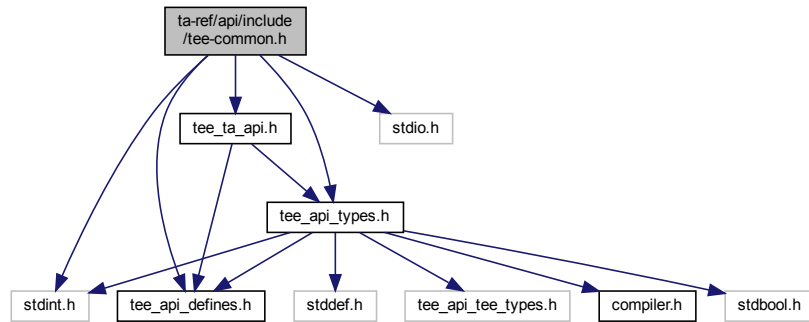 ta-ref/api/include
/tee-common.h
tee_ta_api.h
stdio.h
tee_api_types.h
stdint.h
tee_api_defines.h
stddef.h
tee_api_tee_types.h
compiler.h
stdbool.h